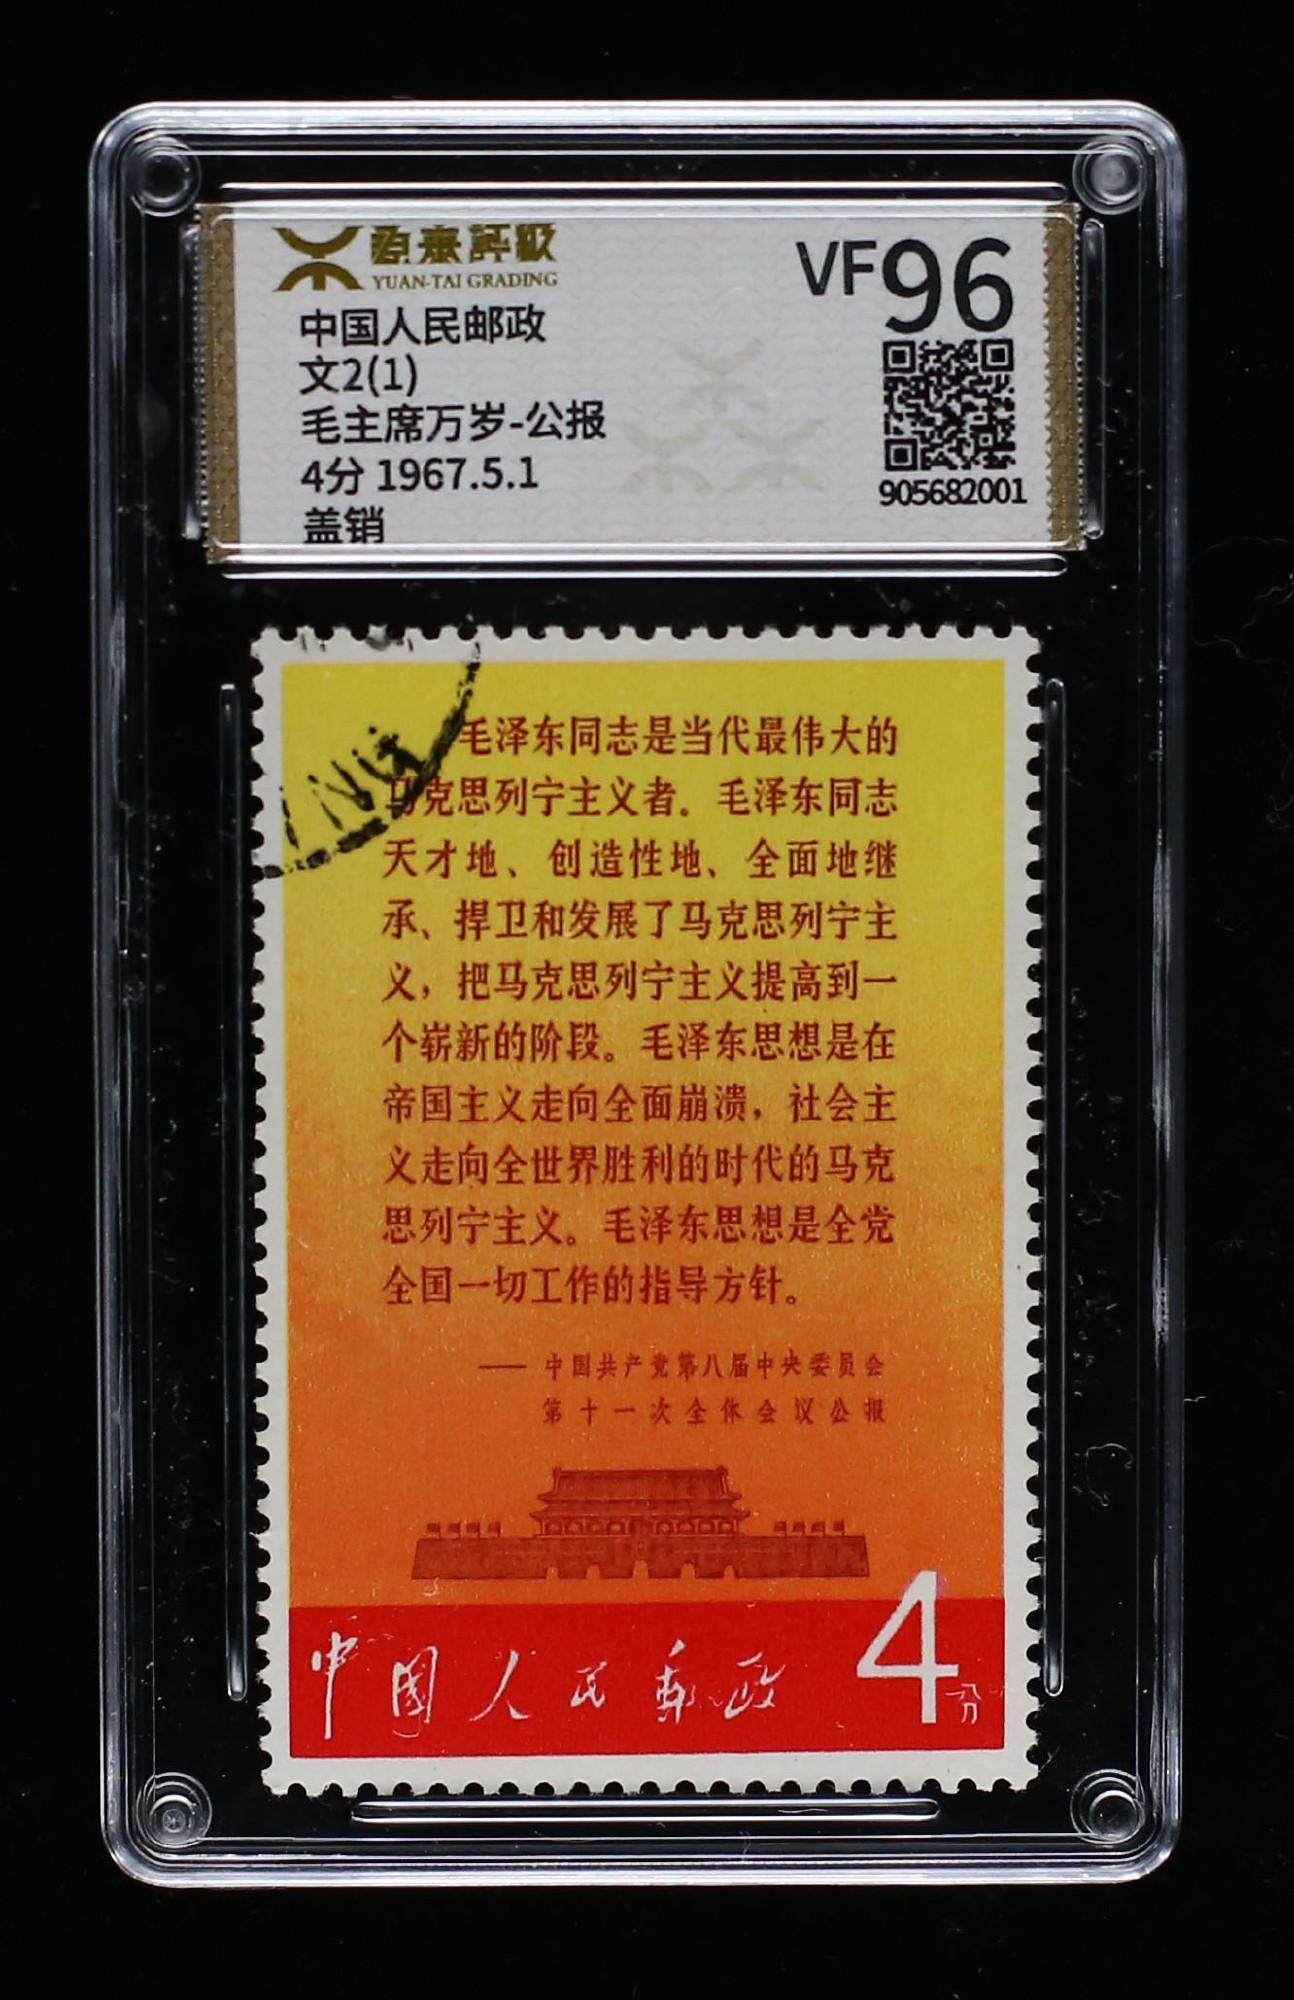 源泰評級
YUAN-TAI GRADING
VF96
中国人民邮政
文2(1)
毛主席万岁-公报
4分 1967.5.1
盖销
905682001
毛泽东同志是当代最伟大的
马克思列宁主义者。毛泽东同志
天才地、创造性地、全面地继
承、捍卫和发展了马克思列宁主
义，把马克思列宁主义提高到一
个崭新的阶段。毛泽东思想是在
帝国主义走向全面崩溃，社会主
义走向全世界胜利的时代的马克
思列宁主义。毛泽东思想是全党
全国一切工作的指导方针。
—— 中国共产党第八届中央委员会
第十一次全体会议公报
中国人民邮政
4分